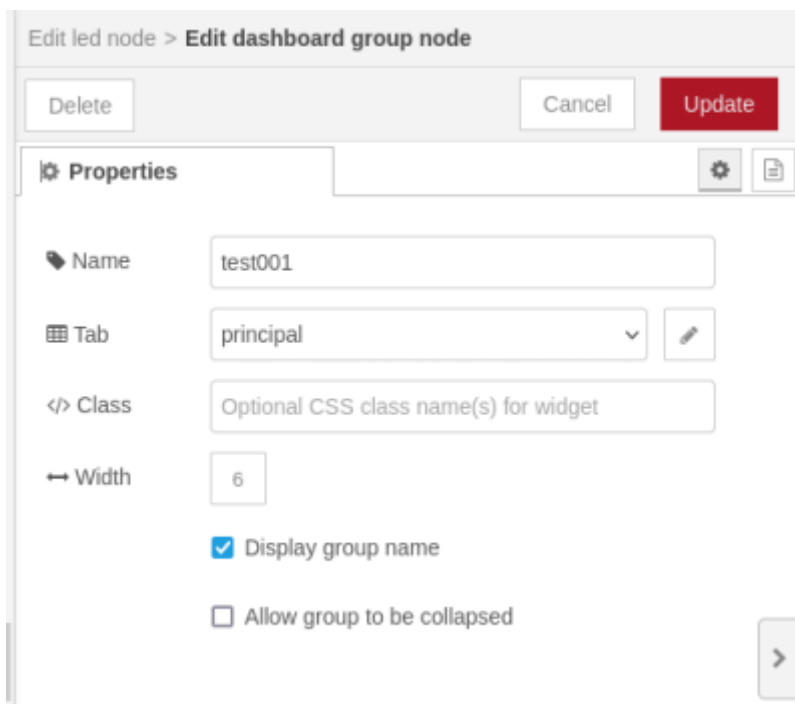 Edit led node > Edit dashboard group node
Delete Cancel Update
Properties
Name test001
Tab principal
</> Class Optional CSS class name(s) for widget
Width 6
Display group name
Allow group to be collapsed